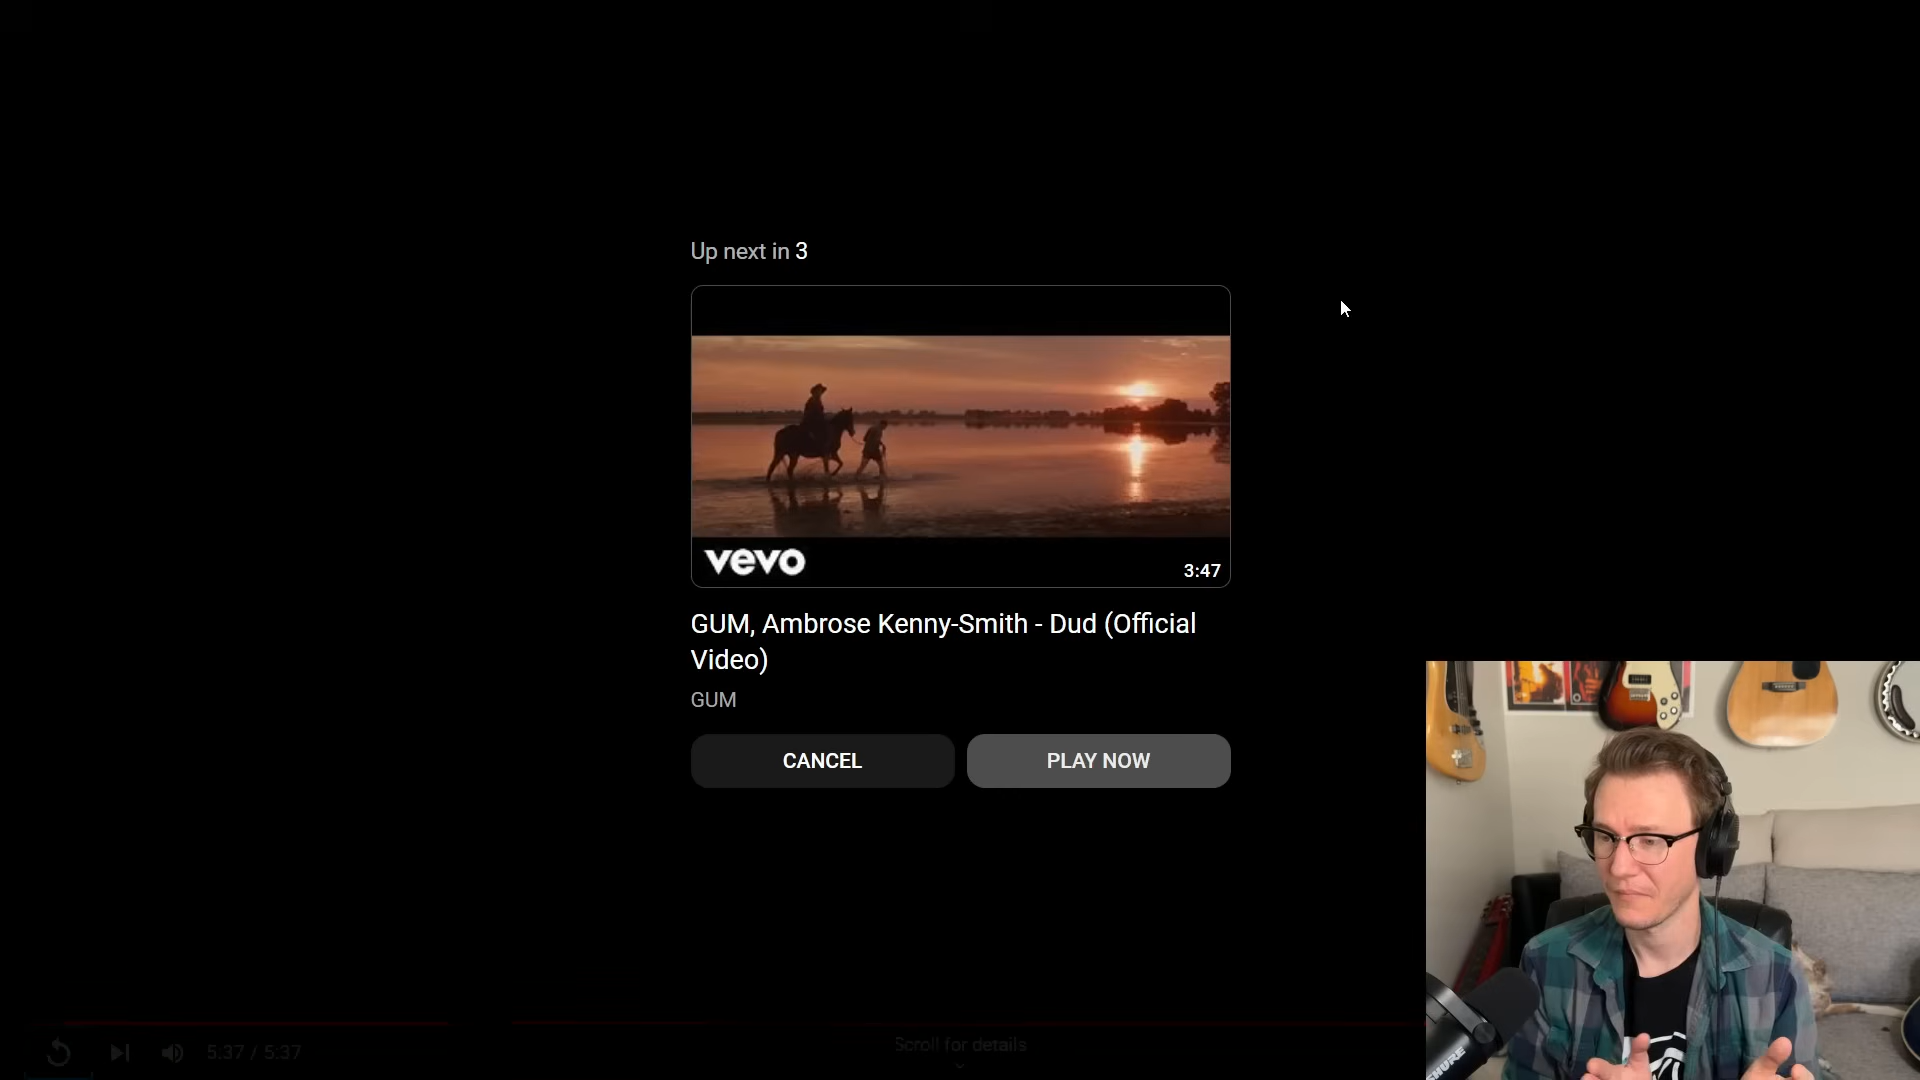 Up next in 3
vevo
3:47
GUM, Ambrose Kenny-Smith - Dud (Official
Video)
GUM
CANCEL
PLAY NOW
5:37 / 5:37
Scroll for details
SHURE